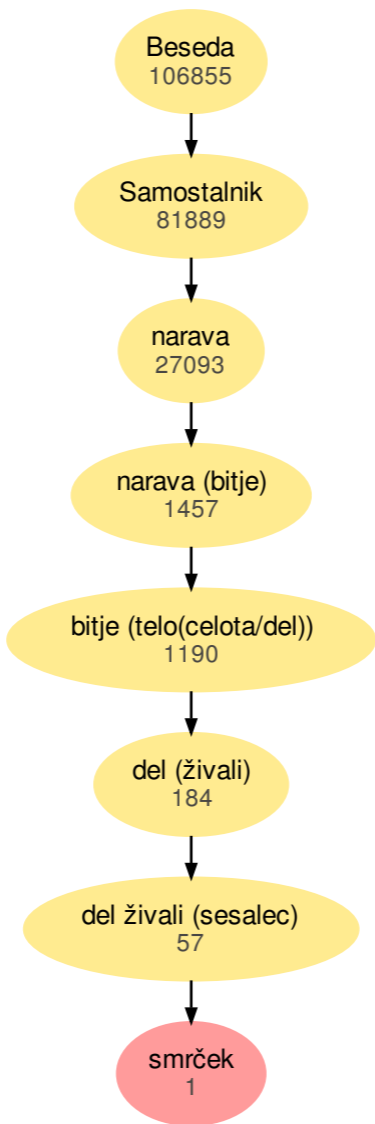 Beseda
106855
Samostalnik
81889
narava
27093
narava (bitje)
1457
bitje (telo(celota/del))
1190
del (živali)
184
del živali (sesalec)
57
smrček
1